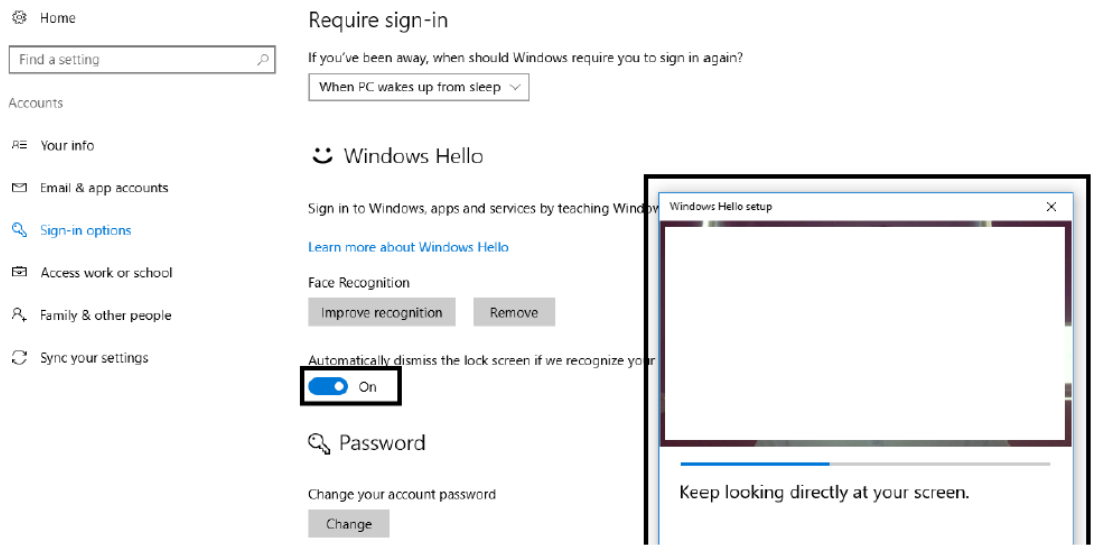 Home
Find a setting
Accounts
Your info
Email & app accounts
Sign-in options
Access work or school
Family & other people
Sync your settings
Require sign-in
If you've been away, when should Windows require you to sign in again?
When PC wakes up from sleep
Windows Hello
Sign in to Windows, apps and services by teaching Window
Learn more about Windows Hello
Face Recognition
Improve recognition Remove
Automatically dismiss the lock screen if we recognize your
On
Password
Change your account password
Change
Windows Hello setup
Keep looking directly at your screen.